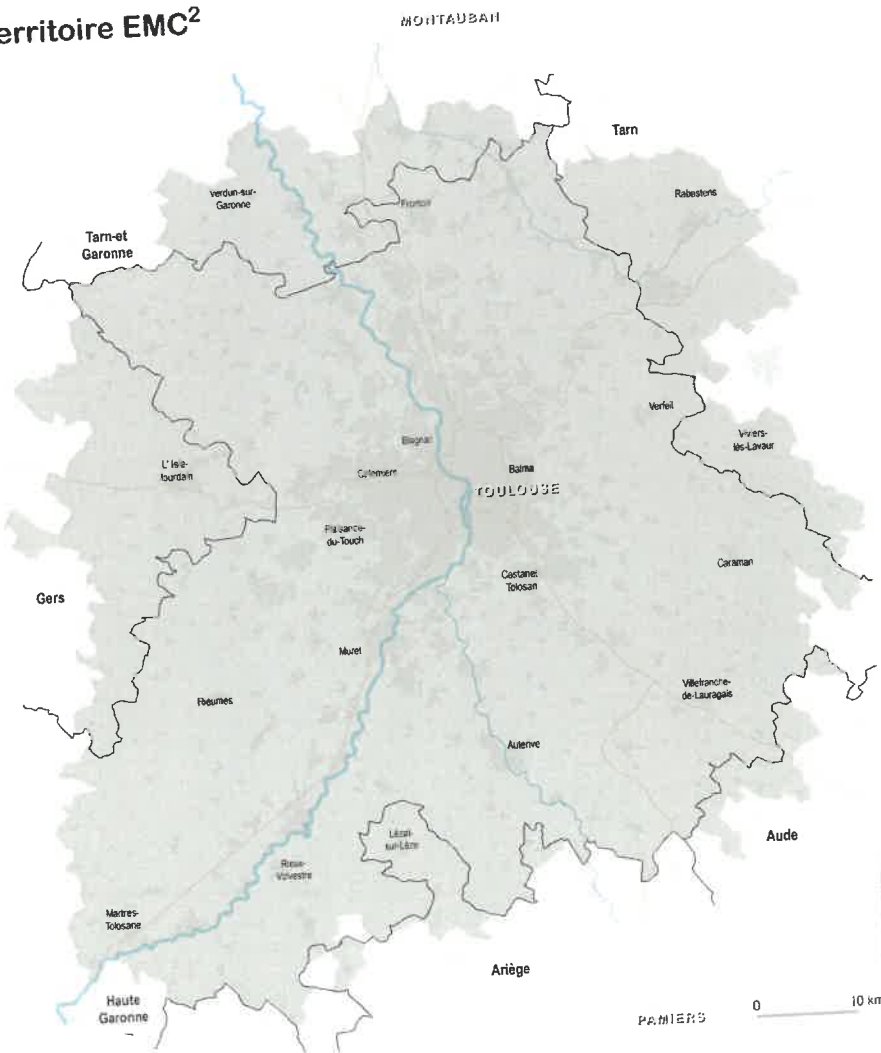 erritoire EMC²
MONTAUBAN
Tarn
Verdun-sur-
Garonne
Fronton
Rabastens
Tarn-et
Garonne
Verfeil
Blagnac
Viviers-
lès-Lavaur
L'Isle-
Jourdain
Colomiers
Balma
TOULOUSE
Plaisance-
du-Touch
Caraman
Castanet
Tolosan
Gers
Muret
Villefranche-
de-Lauragais
Rieumes
Auterive
Lézat-
sur-Lèze
Aude
Rieux-
Volvestre
Martres-
Tolosane
Ariège
Haute
Garonne
PAMIERS
0 10 km